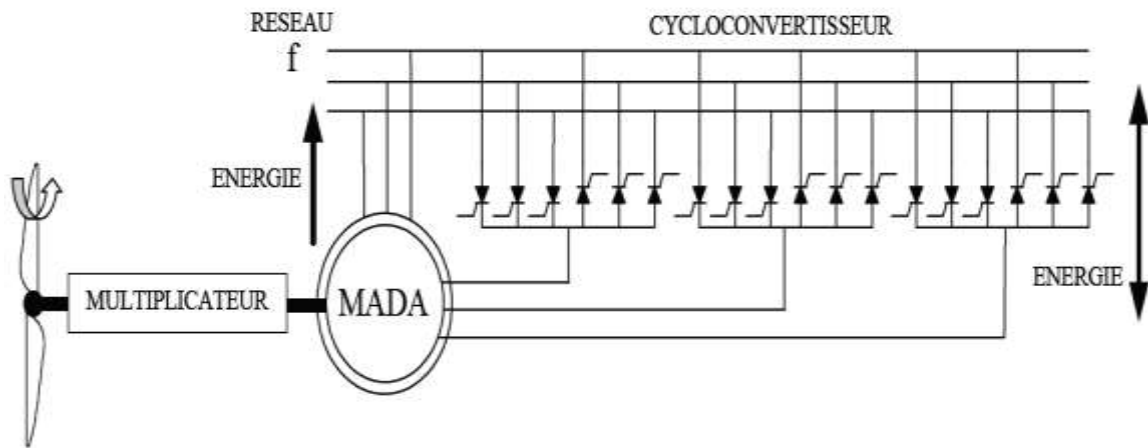 RESEAU
CYCLOCONVERTISSEUR
f
ENERGIE
ENERGIE
MULTIPLICATEUR
MADA